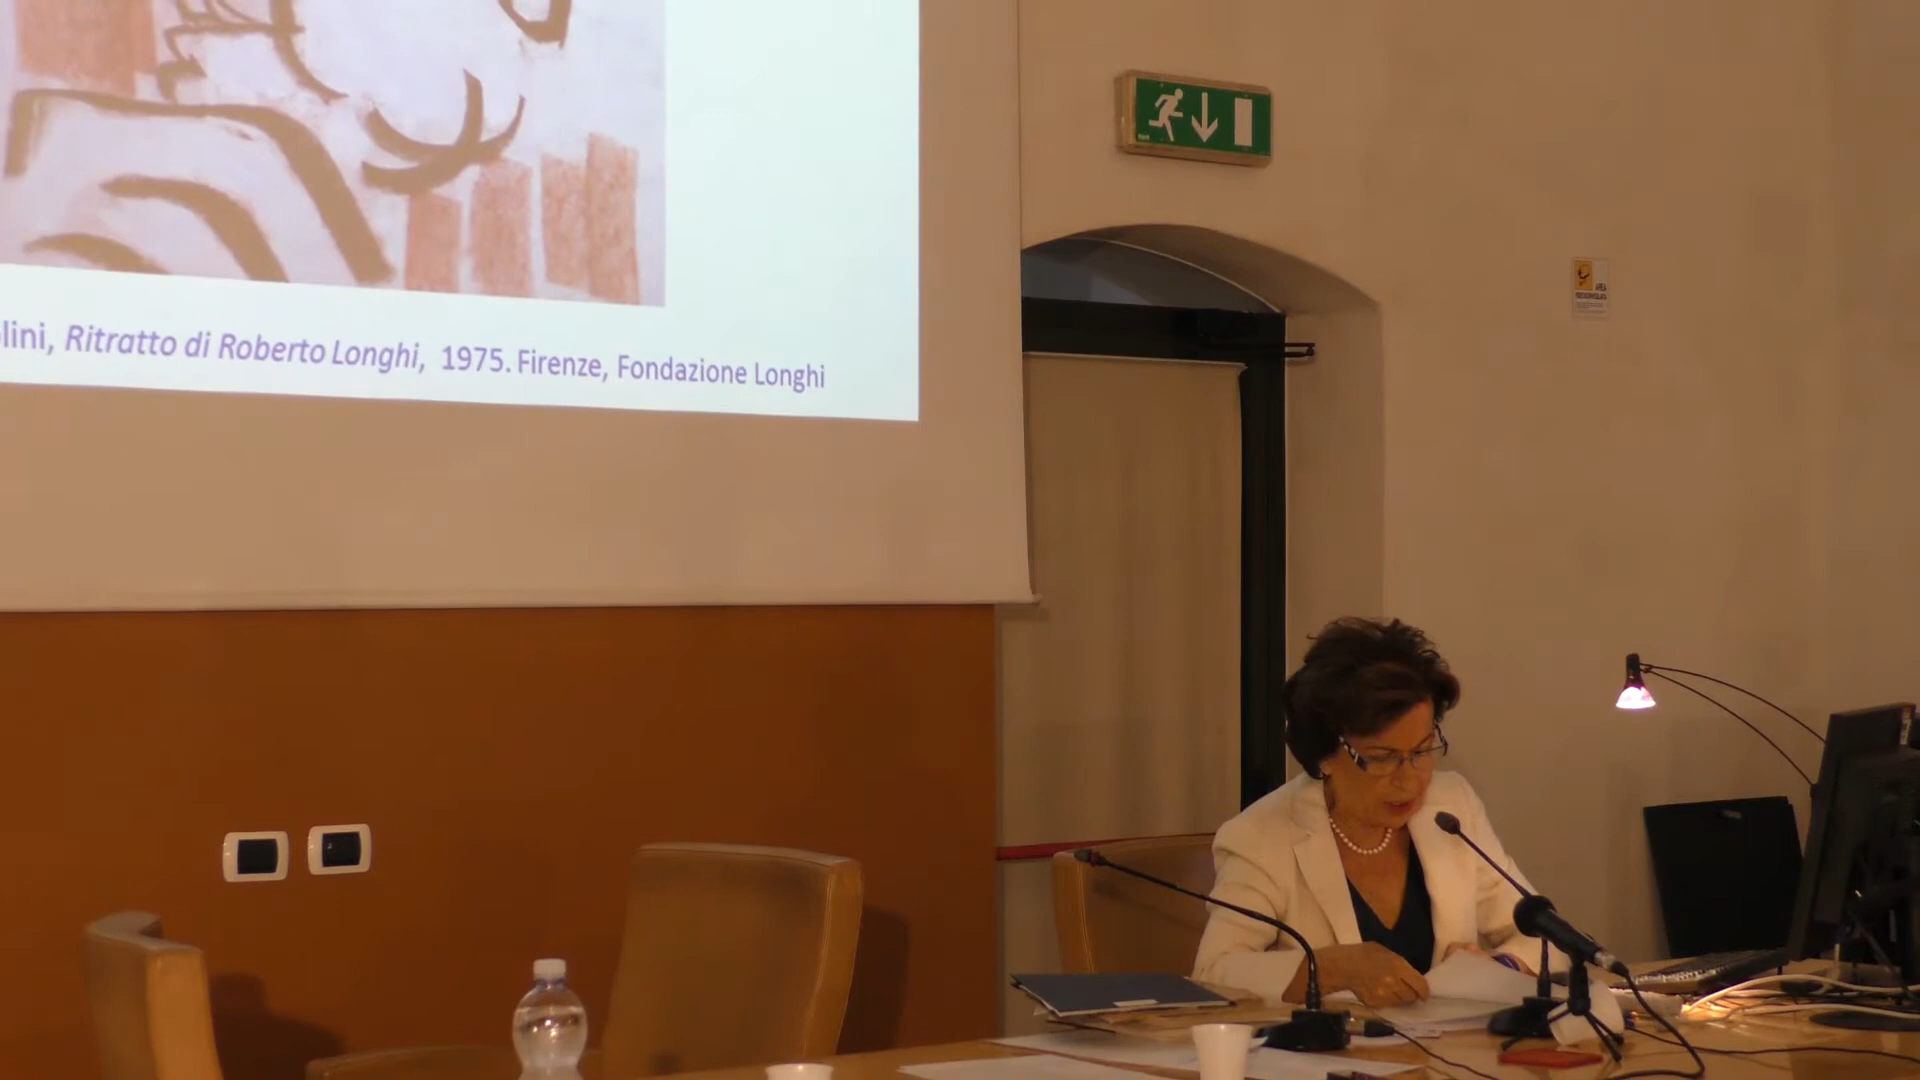 lini, Ritratto di Roberto Longhi, 1975. Firenze, Fondazione Longhi